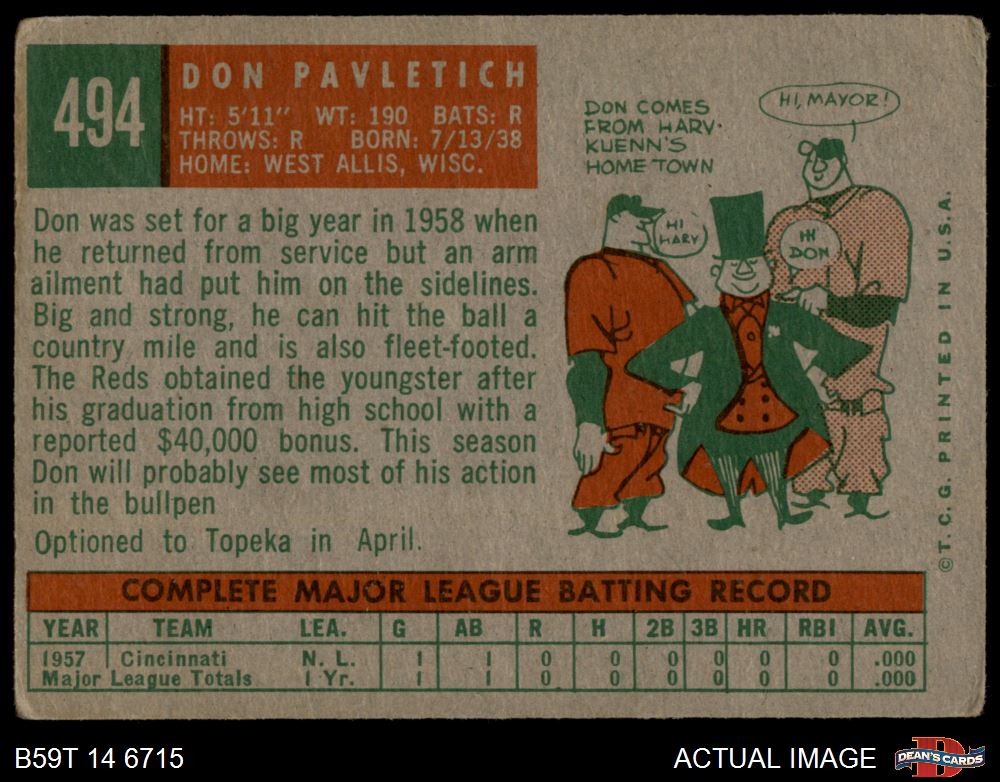 494
DON PAVLETICH
HT: 5'11" WT: 190 BATS: R
THROWS: R BORN: 7/13/38
HOME: WEST ALLIS, WISC.
Don was set for a big year in 1958 when
he returned from service but an arm
ailment had put him on the sidelines.
Big and strong, he can hit the ball a
country mile and is also fleet-footed.
The Reds obtained the youngster after
his graduation from high school with a
reported $40,000 bonus. This season
Don will probably see most of his action
in the bullpen
Optioned to Topeka in April.
DON COMES
FROM HARV.
KUENN'S
HOME TOWN
HI, MAYOR!
HI
HARV
HI
DON
© T. C. G. PRINTED IN U. S. A.
COMPLETE MAJOR LEAGUE BATTING RECORD
YEAR TEAM LEA. G AB R H 2B 3B HR RBI AVG.
1957 Cincinnati N. L. 1 1 0 0 0 0 0 0 .000
Major League Totals 1 Yr. 1 1 0 0 0 0 0 0 .000
B59T 14 6715
ACTUAL IMAGE
D
DEAN'S CARDS